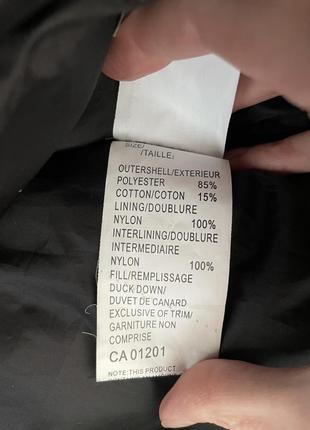 SIZE/
/TAILLE:
OUTERSHELL/EXTERIEUR
POLYESTER 85%
COTTON/COTON 15%
LINING/DOUBLURE
NYLON 100%
INTERLINING/DOUBLURE
INTERMEDIAIRE
NYLON 100%
FILL/REMPLISSAGE
DUCK DOWN/
DUVET DE CANARD
EXCLUSIVE OF TRIM/
GARNITURE NON
COMPRISE
CA 01201
NOTE:THIS PRODUCT